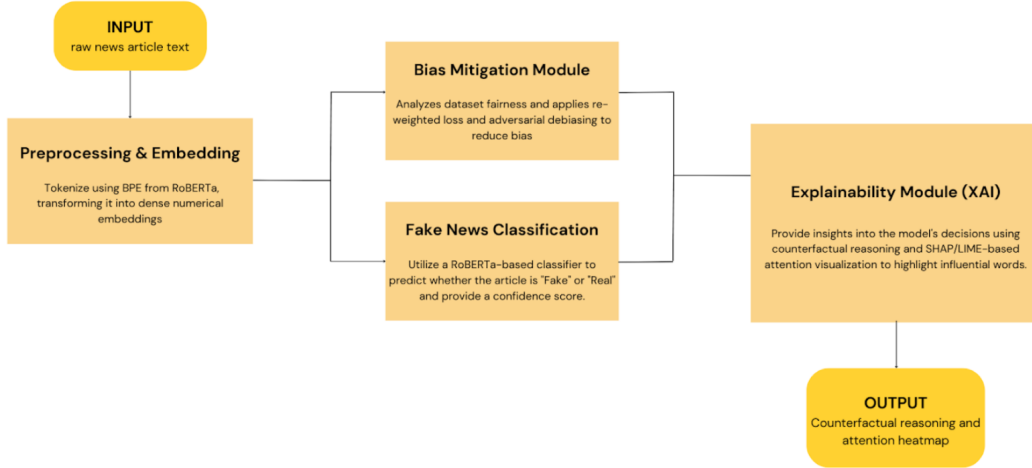 INPUT
raw news article text
Preprocessing & Embedding
Tokenize using BPE from RoBERTa,
transforming it into dense numerical
embeddings
Bias Mitigation Module
Analyzes dataset fairness and applies re-
weighted loss and adversarial debiasing to
reduce bias
Fake News Classification
Utilize a RoBERTa-based classifier to
predict whether the article is "Fake" or "Real"
and provide a confidence score.
Explainability Module (XAI)
Provide insights into the model's decisions using
counterfactual reasoning and SHAP/LIME-based
attention visualization to highlight influential words.
OUTPUT
Counterfactual reasoning and
attention heatmap